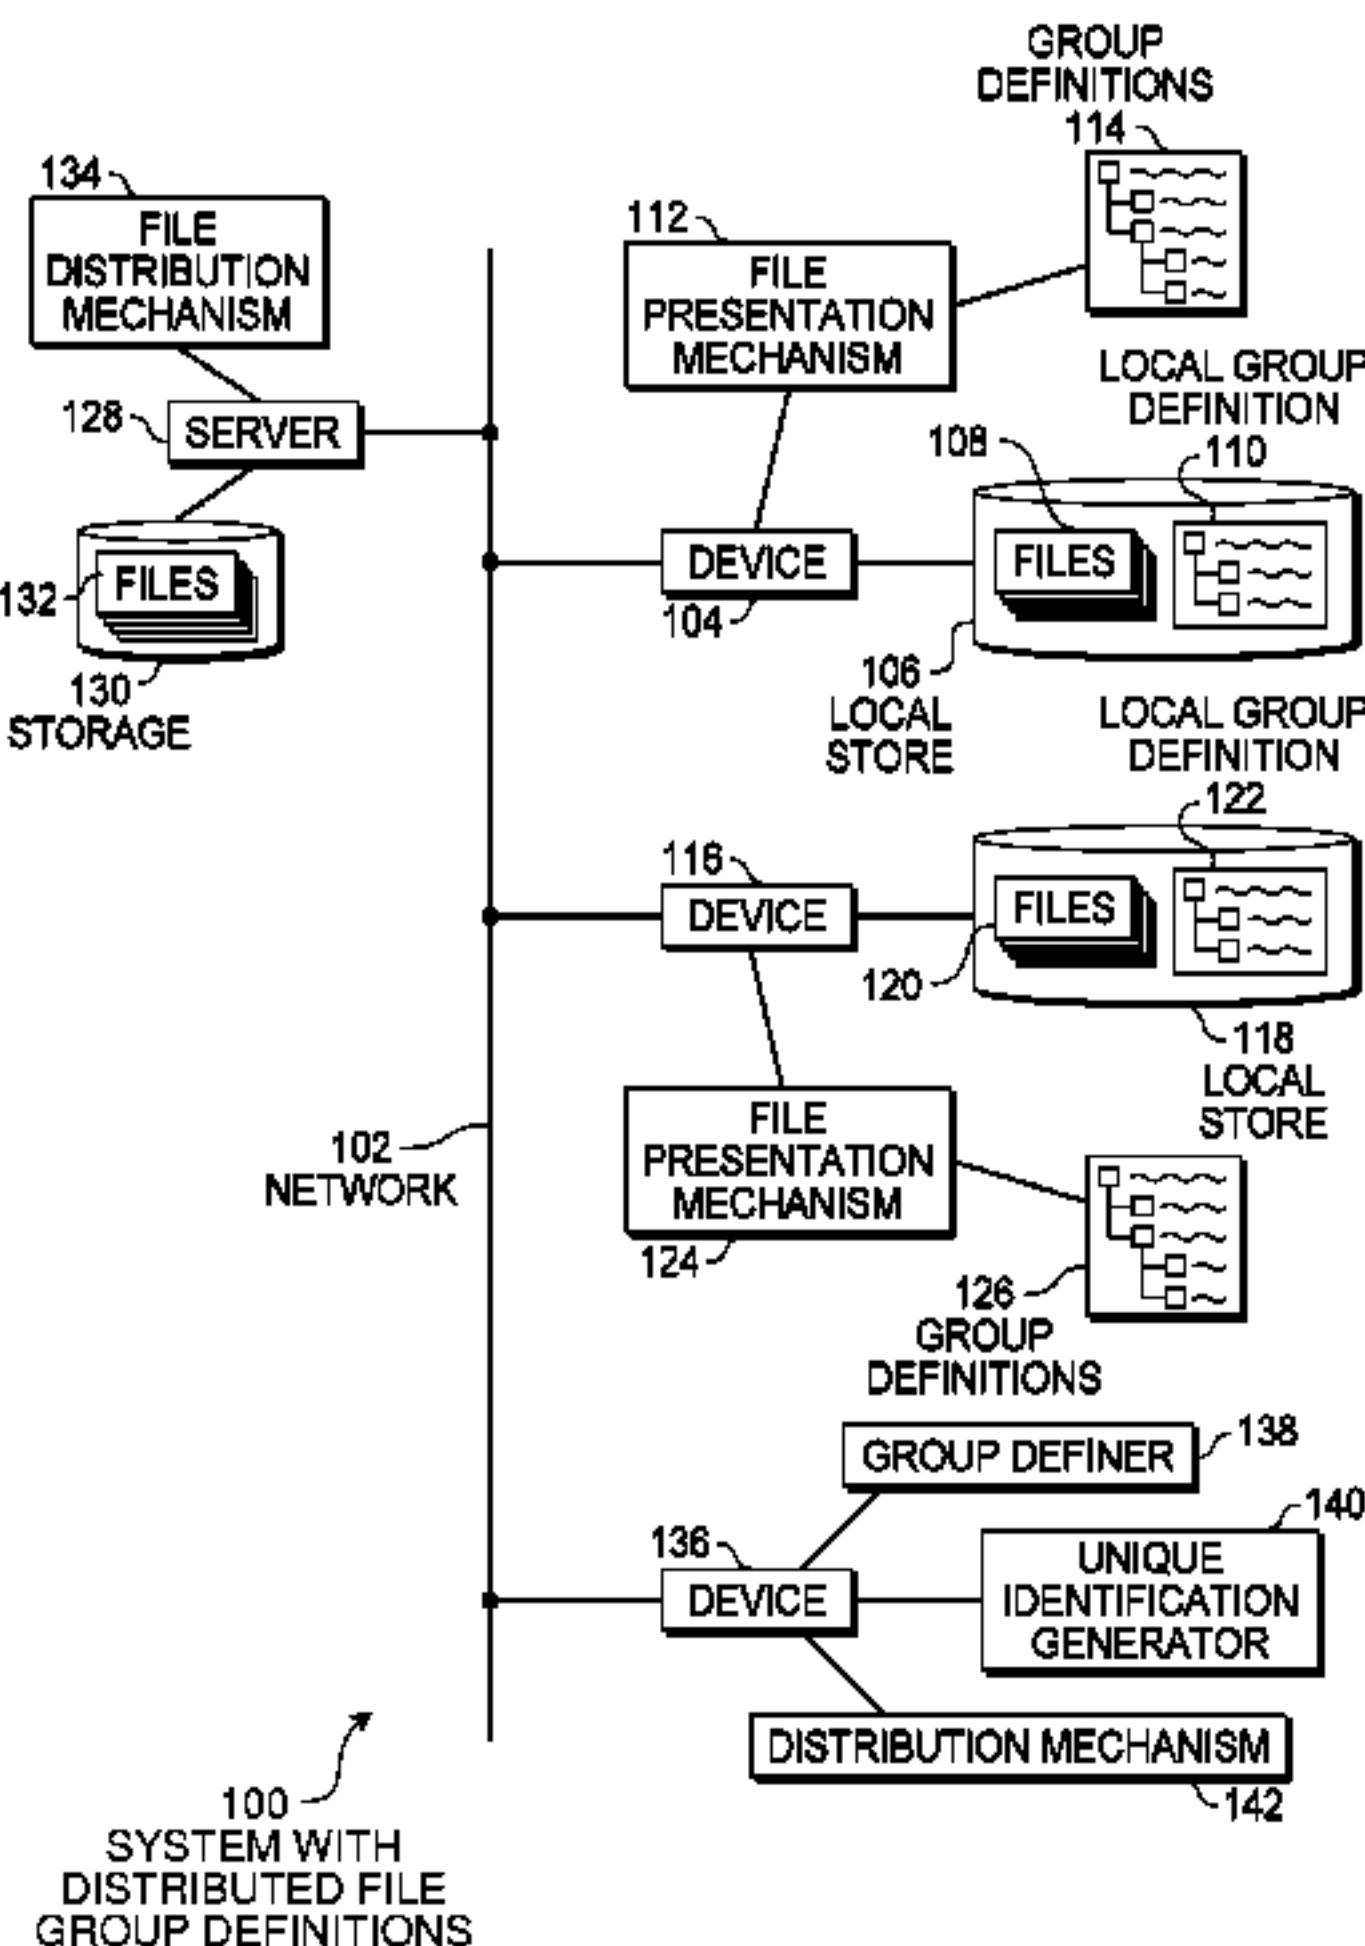 GROUP
DEFINITIONS
114
134
FILE
DISTRIBUTION
MECHANISM
112
FILE
PRESENTATION
MECHANISM
LOCAL GROUP
DEFINITION
128
SERVER
108
110
DEVICE
104
FILES
132
FILES
130
STORAGE
106
LOCAL
STORE
LOCAL GROUP
DEFINITION
122
116
DEVICE
FILES
120
118
LOCAL
STORE
102
NETWORK
FILE
PRESENTATION
MECHANISM
124
126
GROUP
DEFINITIONS
GROUP DEFINER
138
136
DEVICE
140
UNIQUE
IDENTIFICATION
GENERATOR
DISTRIBUTION MECHANISM
142
100
SYSTEM WITH
DISTRIBUTED FILE
GROUP DEFINITIONS